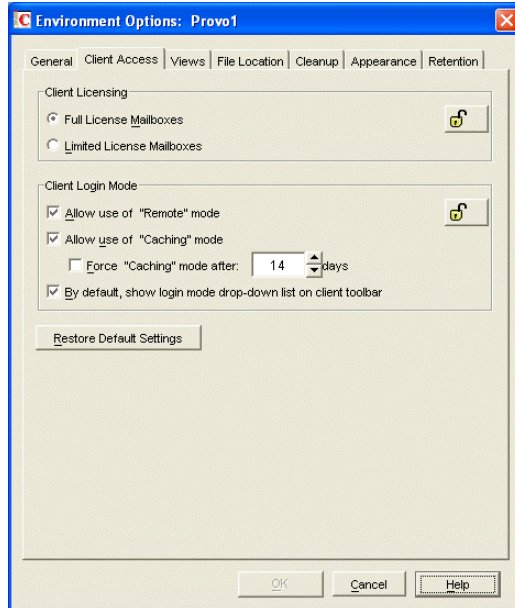 Environment Options: Provo1
General Client Access Views File Location Cleanup Appearance Retention
Client Licensing
Full License Mailboxes
Limited License Mailboxes
Client Login Mode
Allow use of "Remote" mode
Allow use of "Caching" mode
Force "Caching" mode after: 14 days
By default, show login mode drop-down list on client toolbar
Restore Default Settings
OK Cancel Help